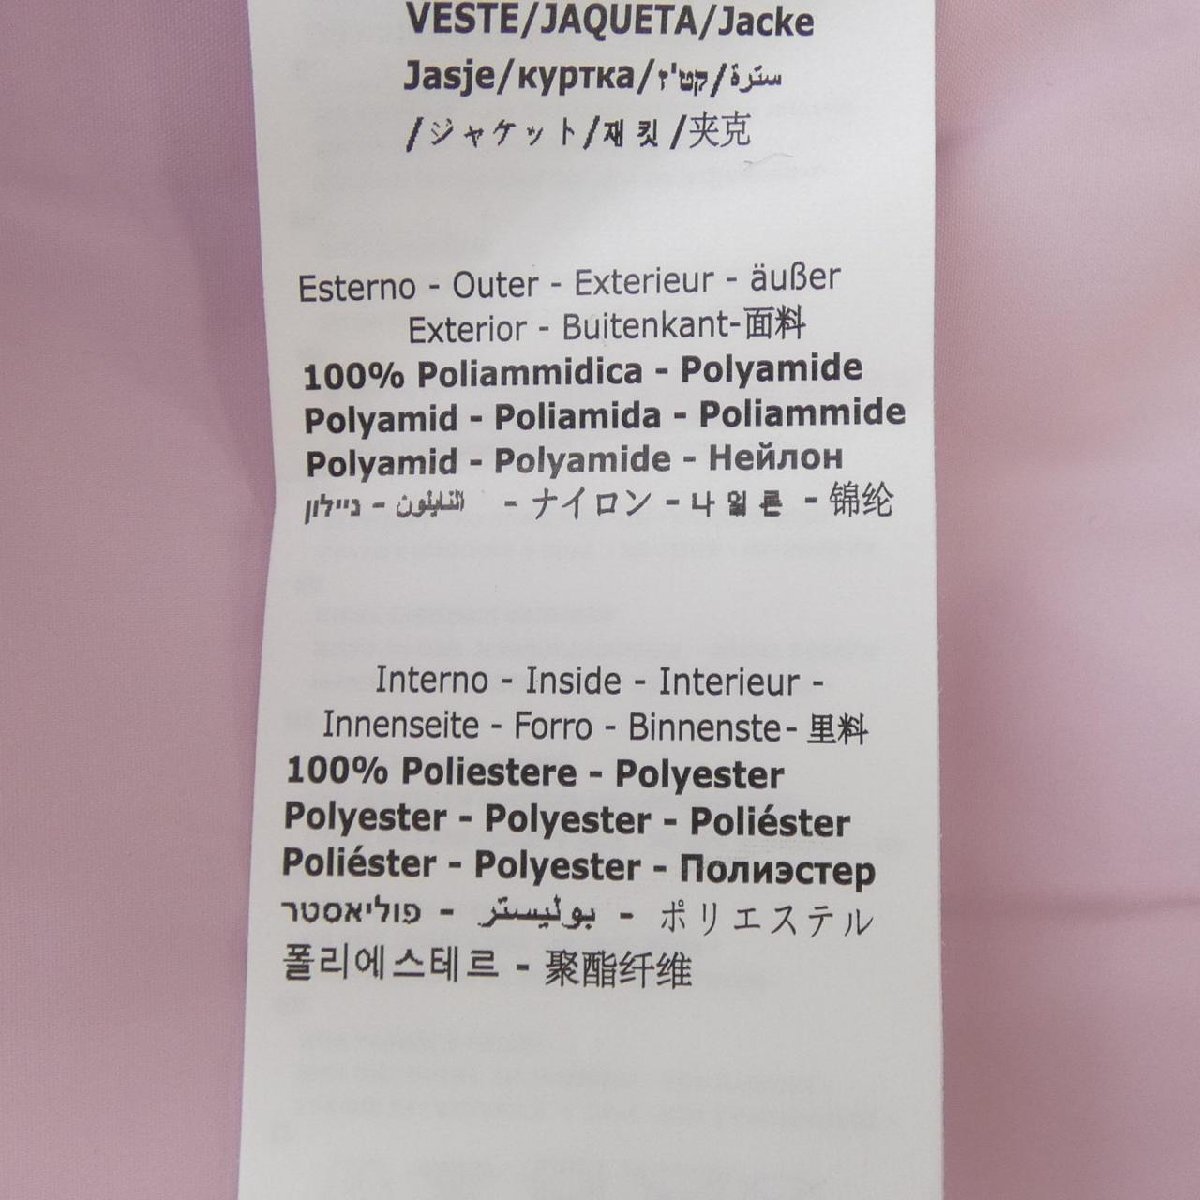 VESTE/JAQUETA/Jacke
Jasje/куртка/קט'ז/سترة
/ジャケット/재킷/夹克
Esterno - Outer - Exterieur - äußer
Exterior - Buitenkant-面料
100% Poliammidica - Polyamide
Polyamid - Poliamida - Poliammide
Polyamid - Polyamide - Нейлон
ניילון - النايلون - ナイロン - 나일론 - 锦纶
Interno - Inside - Interieur -
Innenseite - Forro - Binnenste- 里料
100% Poliestere - Polyester
Polyester - Polyester - Poliéster
Poliéster - Polyester - Полиэстер
פוליאסטר - بوليستر - ポリエステル
폴리에스테르 - 聚酯纤维